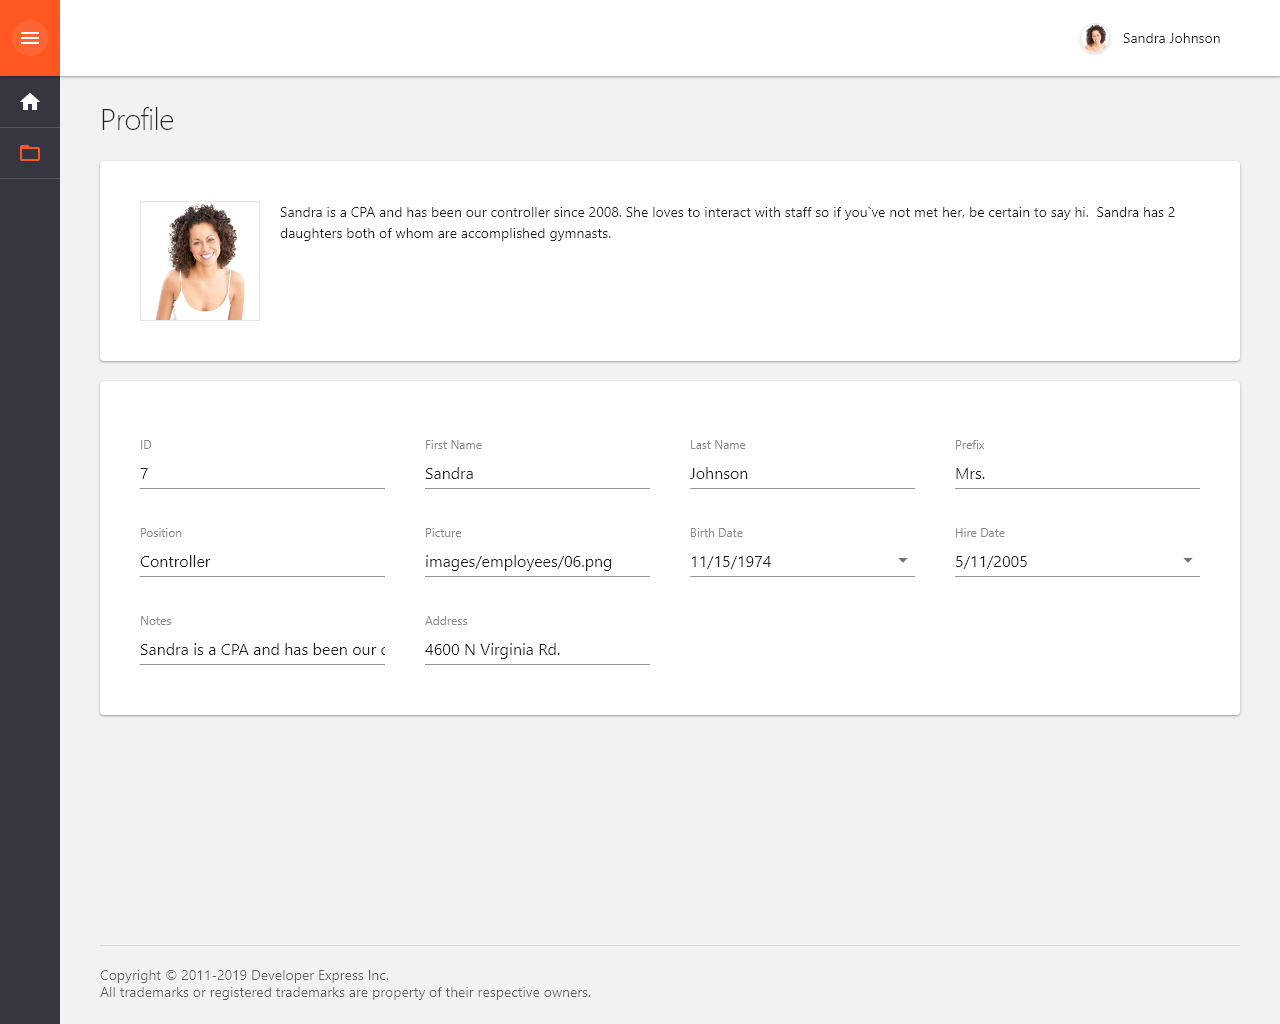 Sandra Johnson
Profile
Sandra is a CPA and has been our controller since 2008. She loves to interact with staff so if you`ve not met her, be certain to say hi.  Sandra has 2
daughters both of whom are accomplished gymnasts.
ID
First Name
Last Name
Prefix
7
Sandra
Johnson
Mrs.
Position
Picture
Birth Date
Hire Date
Controller
images/employees/06.png
11/15/1974
5/11/2005
Notes
Address
Sandra is a CPA and has been our
4600 N Virginia Rd.
Copyright © 2011-2019 Developer Express Inc.
All trademarks or registered trademarks are property of their respective owners.